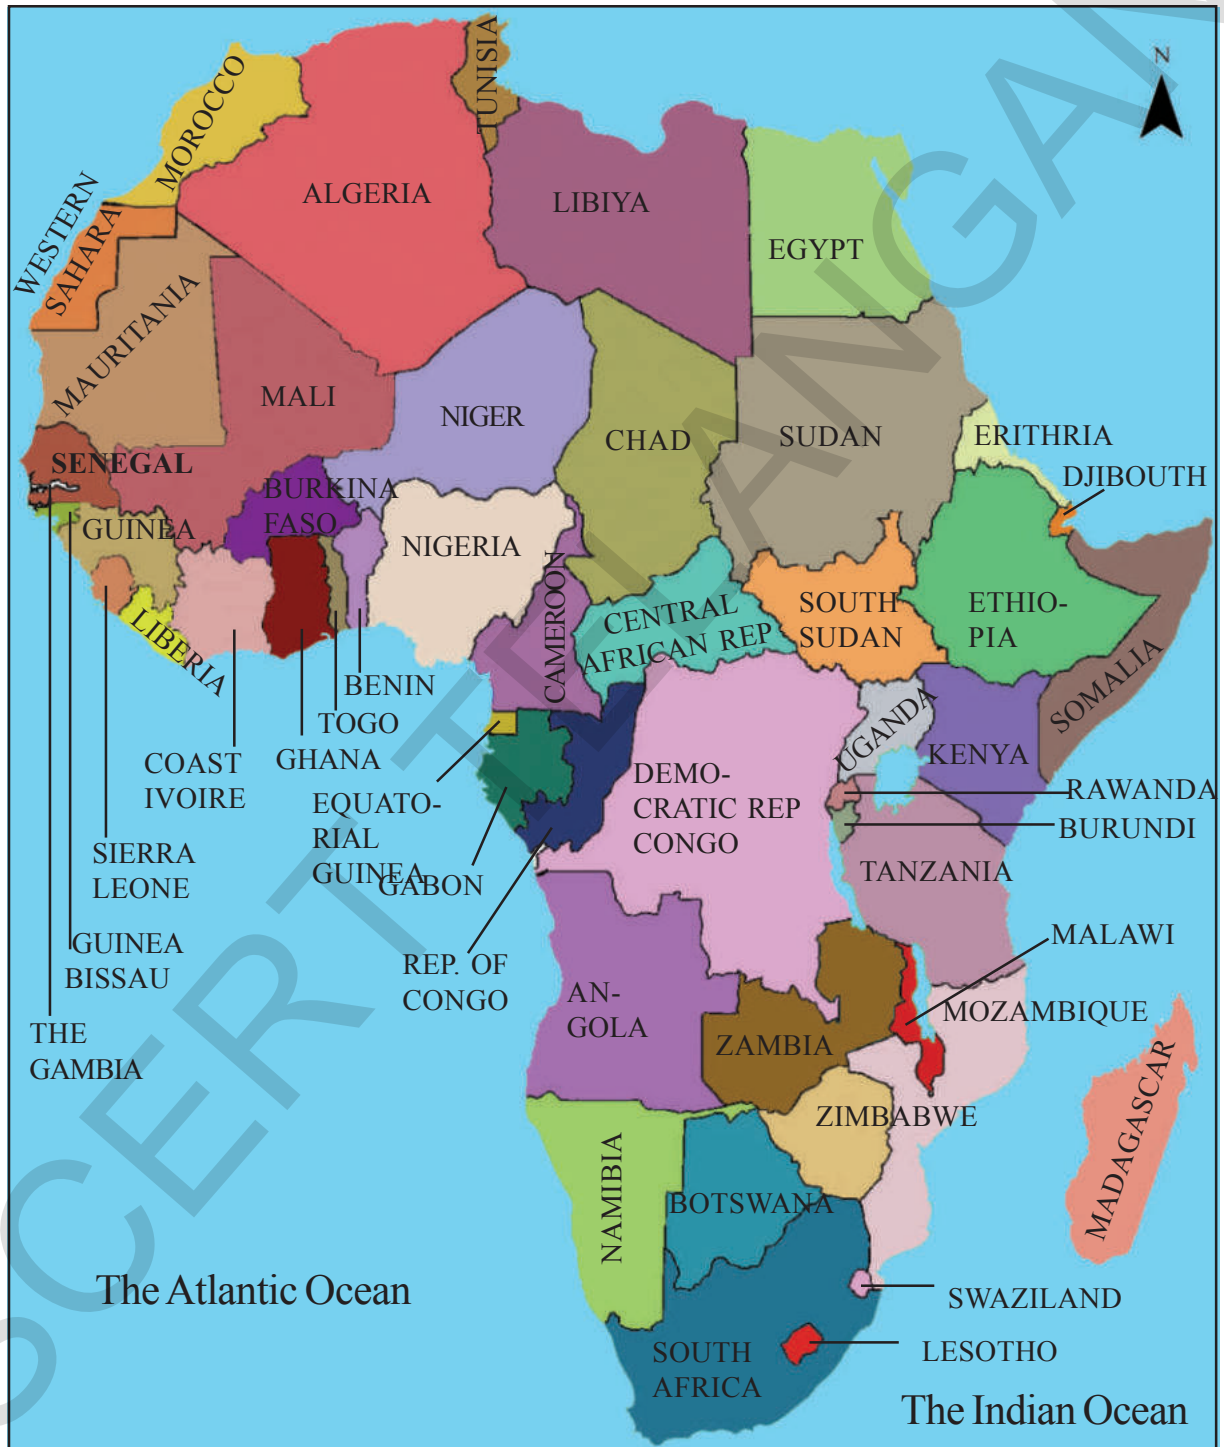 N
TUNISIA
MOROCCO
ALGERIA
LIBIYA
EGYPT
WESTERN
SAHARA
MAURITANIA
MALI
NIGER
CHAD
SUDAN
ERITHRIA
DJIBOUTH
SENEGAL
BURKINA
FASO
GUINEA
NIGERIA
CAMEROON
CENTRAL
AFRICAN REP
SOUTH
SUDAN
ETHIO-
PIA
SOMALIA
LIBERIA
BENIN
TOGO
GHANA
COAST
IVOIRE
EQUATO-
RIAL
GUINEA
GABON
SIERRA
LEONE
GUINEA
BISSAU
THE
GAMBIA
REP. OF
CONGO
DEMO-
CRATIC REP
CONGO
UGANDA
KENYA
RAWANDA
BURUNDI
TANZANIA
MALAWI
AN-
GOLA
ZAMBIA
MOZAMBIQUE
ZIMBABWE
MADAGASCAR
NAMIBIA
BOTSWANA
SWAZILAND
LESOTHO
SOUTH
AFRICA
The Atlantic Ocean
The Indian Ocean
SCERT TELANGANA